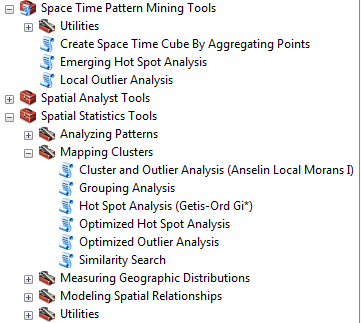 Space Time Pattern Mining Tools
Utilities
Create Space Time Cube By Aggregating Points
Emerging Hot Spot Analysis
Local Outlier Analysis
Spatial Analyst Tools
Spatial Statistics Tools
Analyzing Patterns
Mapping Clusters
Cluster and Outlier Analysis (Anselin Local Morans I)
Grouping Analysis
Hot Spot Analysis (Getis-Ord Gi*)
Optimized Hot Spot Analysis
Optimized Outlier Analysis
Similarity Search
Measuring Geographic Distributions
Modeling Spatial Relationships
Utilities